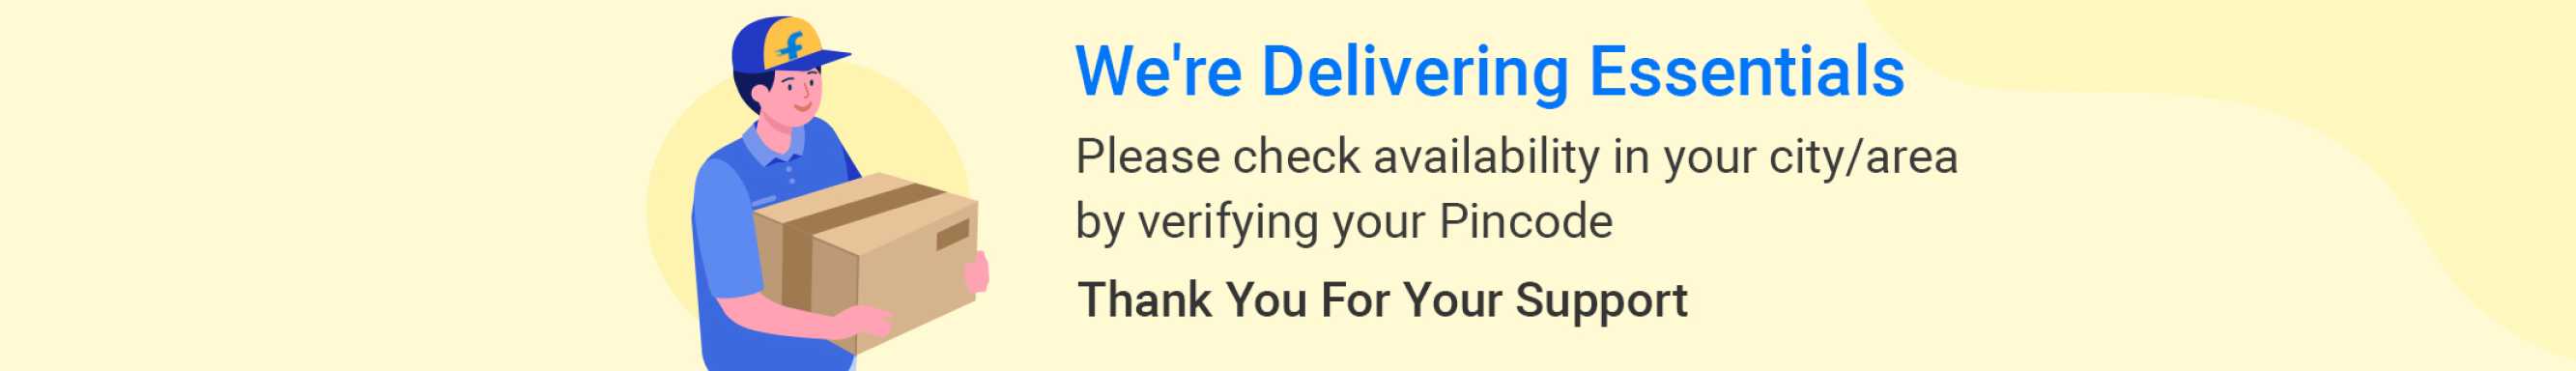 We're Delivering Essentials
Please check availability in your city/area
by verifying your Pincode
Thank You For Your Support